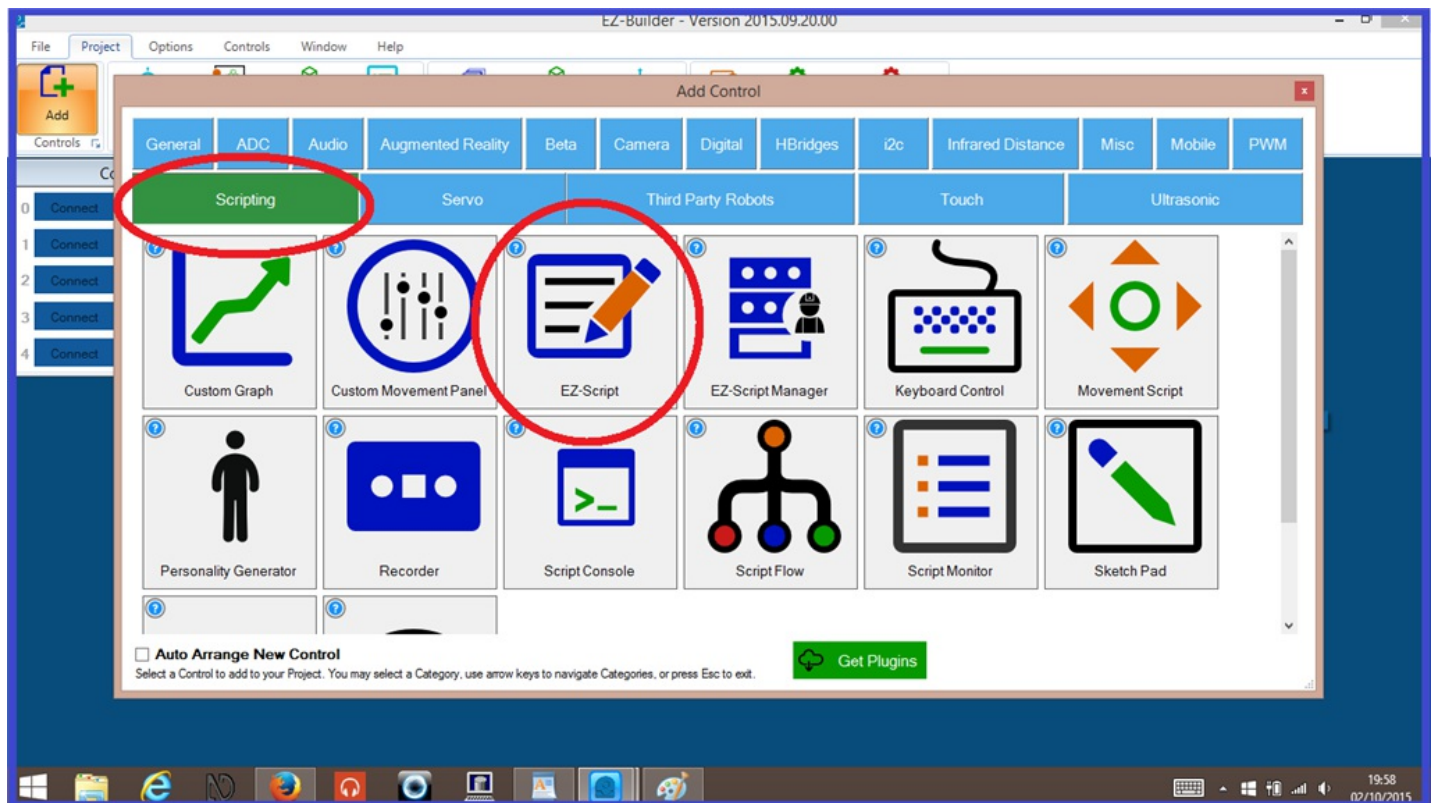 EZ-Builder - Version 2015.09.20.00
File Project Options Controls Window Help
Add
Controls
Add Control
General ADC Audio Augmented Reality Beta Camera Digital HBridges i2c Infrared Distance Misc Mobile PWM
Scripting Servo Third Party Robots Touch Ultrasonic
0 Connect
1 Connect
2 Connect
3 Connect
4 Connect
Custom Graph Custom Movement Panel EZ-Script EZ-Script Manager Keyboard Control Movement Script
>_
Personality Generator Recorder Script Console Script Flow Script Monitor Sketch Pad
Auto Arrange New Control
Select a Control to add to your Project. You may select a Category, use arrow keys to navigate Categories, or press Esc to exit.
Get Plugins
19:58
02/10/2015